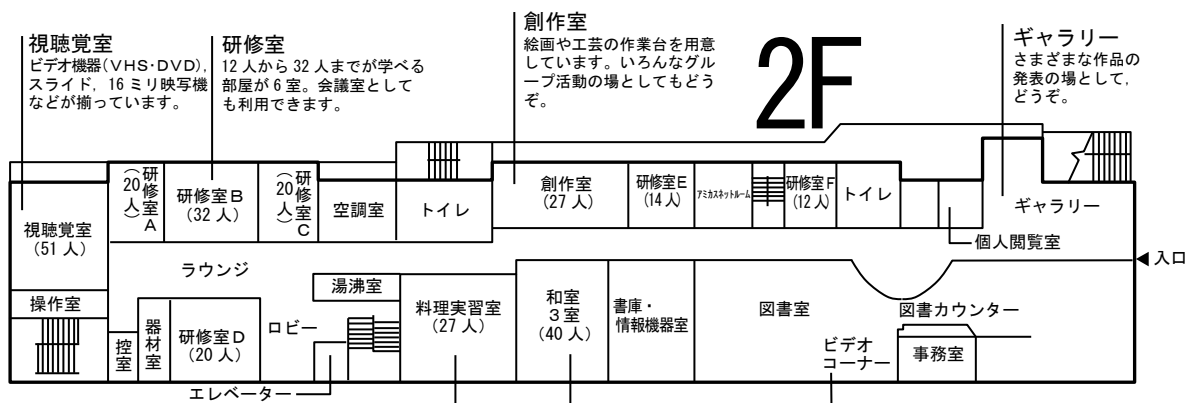 視聴覚室
ビデオ機器(VHS・DVD),
スライド，16ミリ映写機
などが揃っています。
研修室
12人から32人までが学べる
部屋が6室。会議室として
も利用できます。
創作室
絵画や工芸の作業台を用意
しています。いろんなグル
ープ活動の場としてもどう
ぞ。
2F
ギャラリー
さまざまな作品の
発表の場として，
どうぞ。
視聴覚室
(51人)
研修室A
(20人)
研修室B
(32人)
研修室C
(20人)
空調室
トイレ
創作室
(27人)
研修室E
(14人)
アミカスネットルーム
研修室F
(12人)
トイレ
ギャラリー
個人閲覧室
入口
ラウンジ
操作室
控室
器材室
研修室D
(20人)
ロビー
湯沸室
エレベーター
料理実習室
(27人)
和室
3室
(40人)
書庫・
情報機器室
図書室
図書カウンター
ビデオ
コーナー
事務室